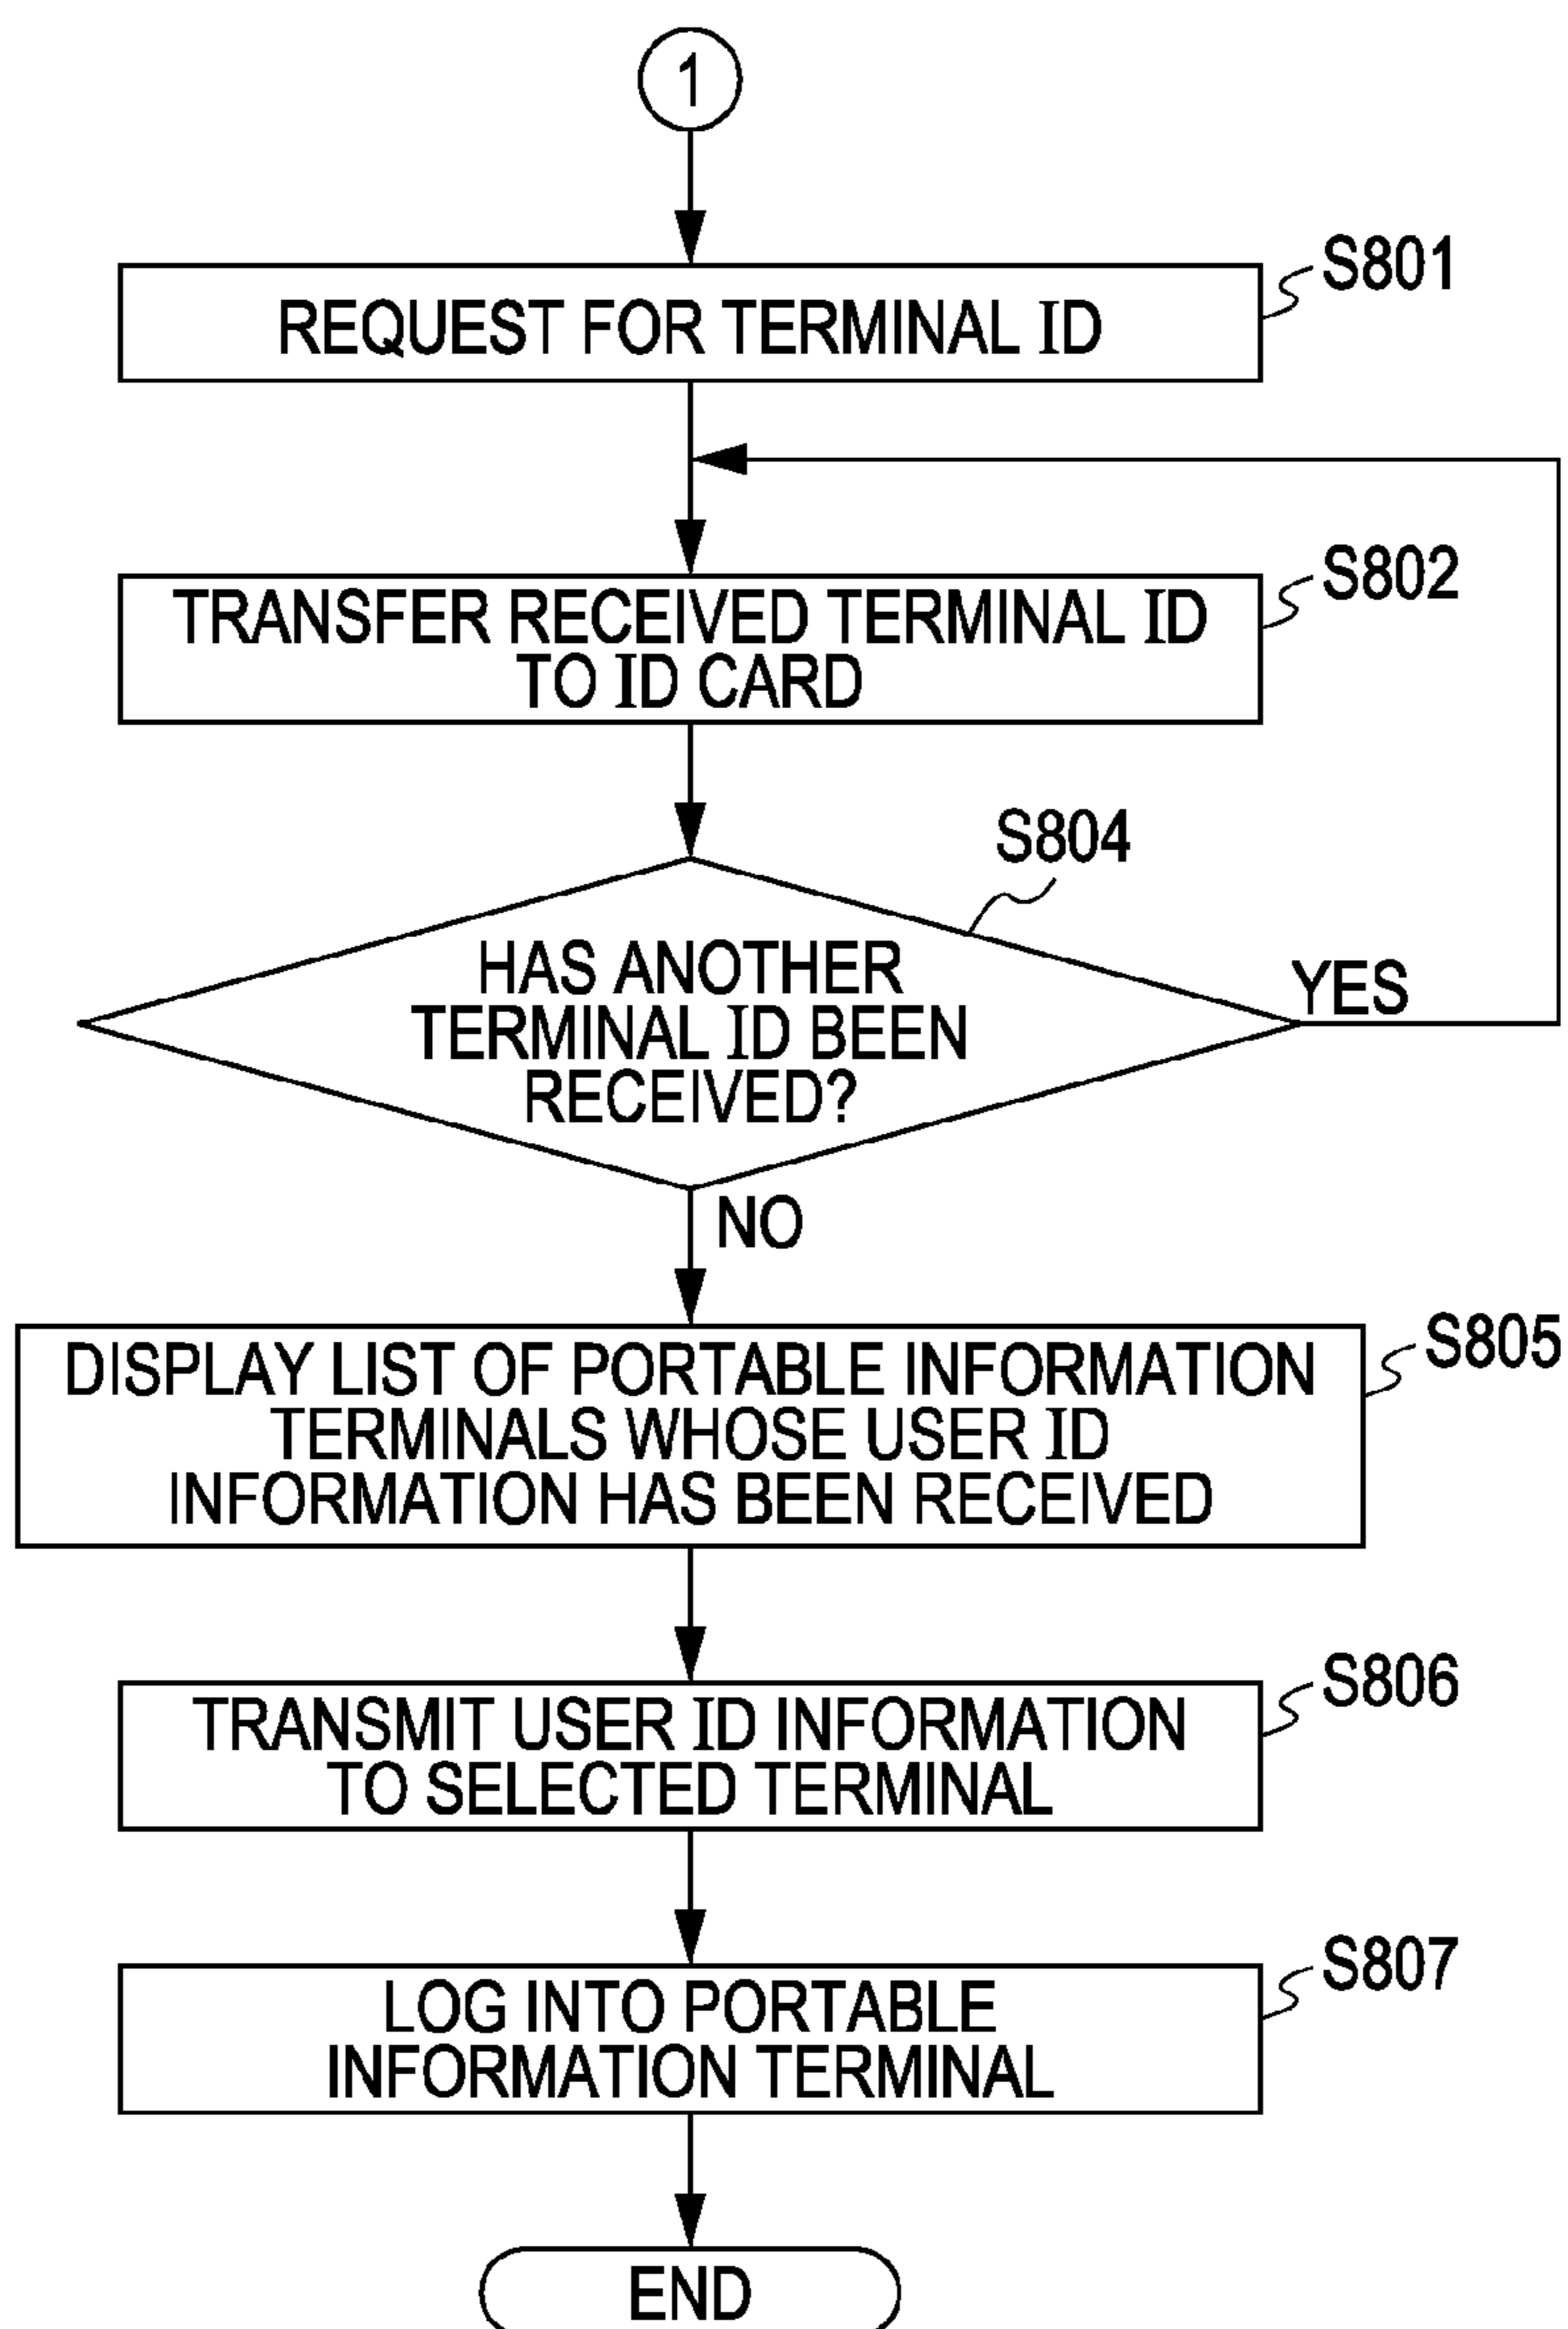 1
S801
REQUEST FOR TERMINAL ID
S802
TRANSFER RECEIVED TERMINAL ID
TO ID CARD
S804
HAS ANOTHER
TERMINAL ID BEEN
RECEIVED?
YES
NO
S805
DISPLAY LIST OF PORTABLE INFORMATION
TERMINALS WHOSE USER ID
INFORMATION HAS BEEN RECEIVED
S806
TRANSMIT USER ID INFORMATION
TO SELECTED TERMINAL
S807
LOG INTO PORTABLE
INFORMATION TERMINAL
END